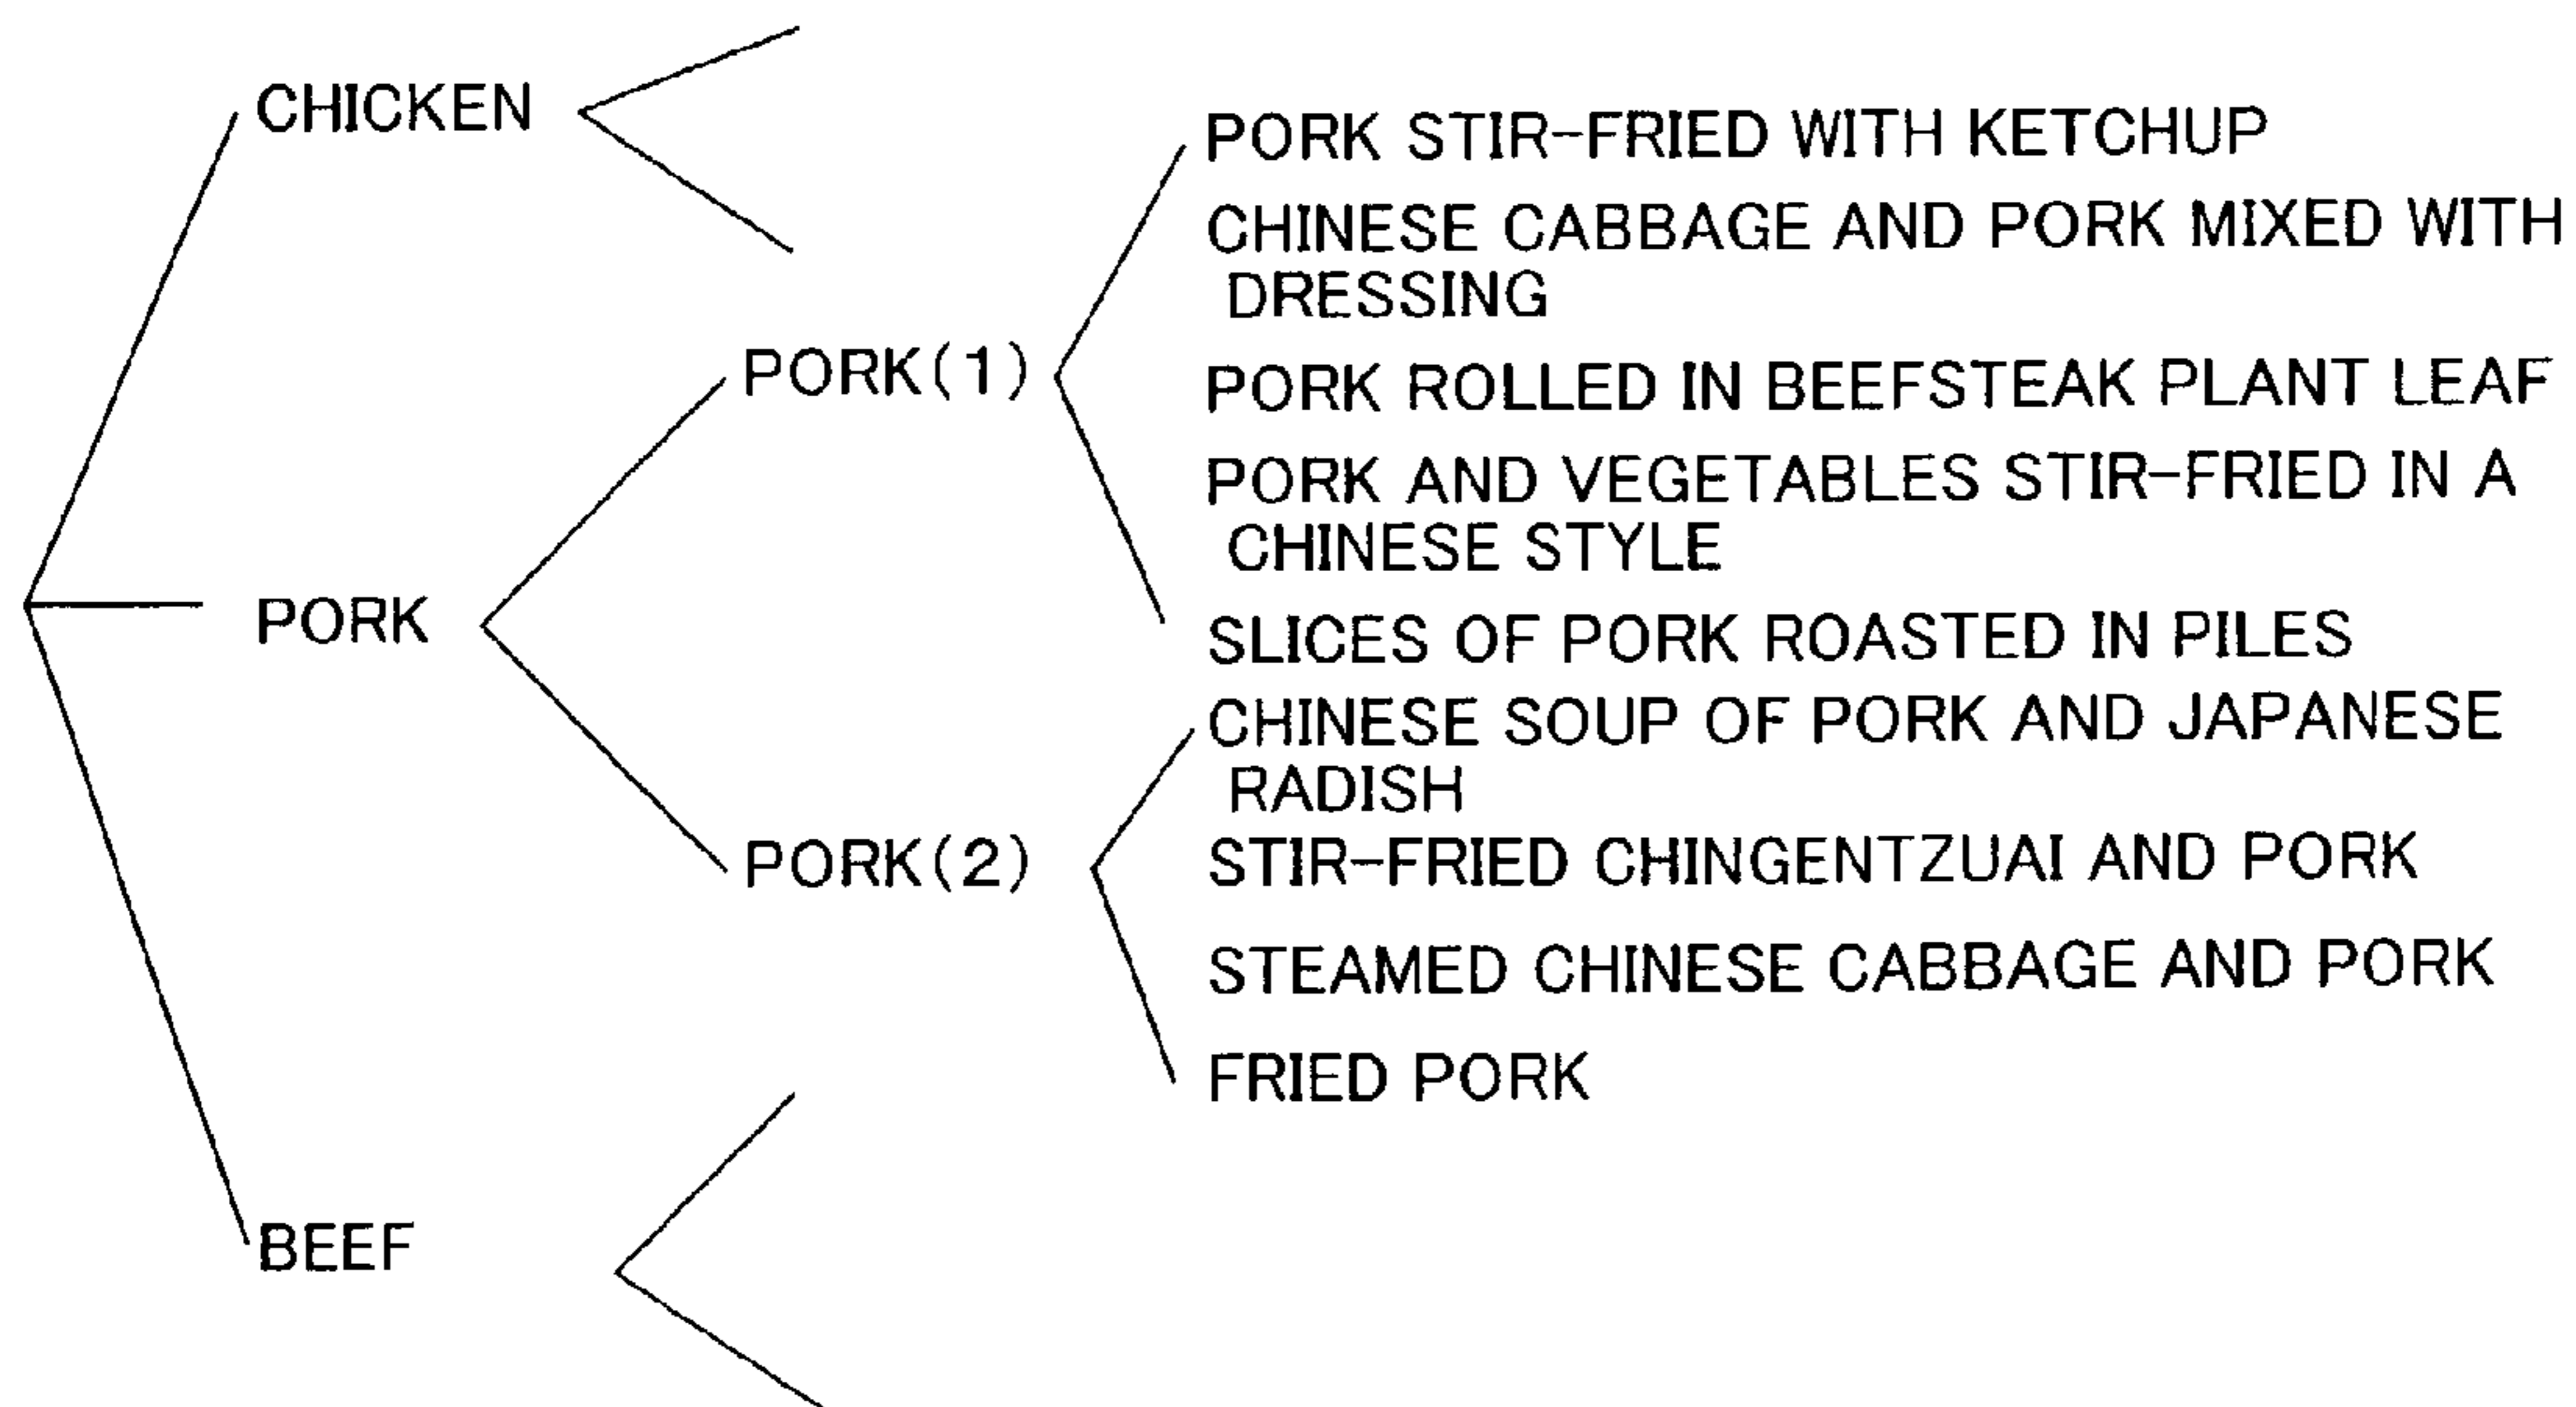 CHICKEN
PORK STIR-FRIED WITH KETCHUP
CHINESE CABBAGE AND PORK MIXED WITH
DRESSING
PORK(1)
PORK ROLLED IN BEEFSTEAK PLANT LEAF
PORK AND VEGETABLES STIR-FRIED IN A
CHINESE STYLE
PORK
SLICES OF PORK ROASTED IN PILES
CHINESE SOUP OF PORK AND JAPANESE
RADISH
PORK(2)
STIR-FRIED CHINGENTZUAI AND PORK
STEAMED CHINESE CABBAGE AND PORK
FRIED PORK
BEEF